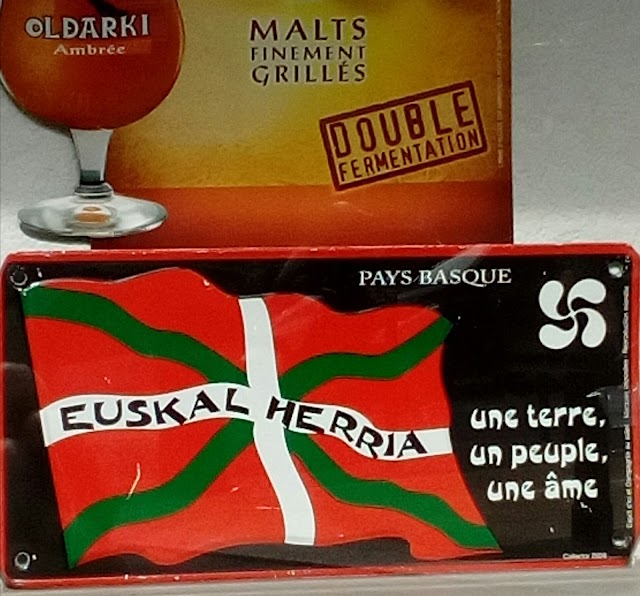 OLDARKI
Ambrée
MALTS
FINEMENT
GRILLÉS
DOUBLE
FERMENTATION
PAYS BASQUE
EUSKAL HERRIA
une terre,
un peuple,
une âme